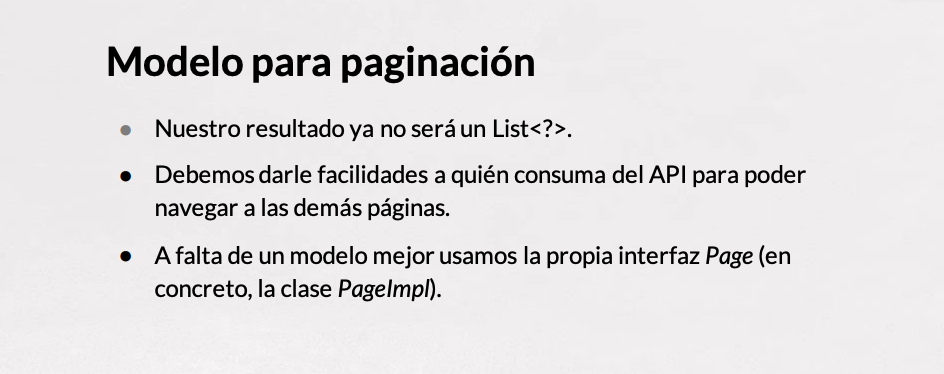 Modelo para paginación
● Nuestro resultado ya no será un List<?>.
● Debemos darle facilidades a quién consuma del API para poder
navegar a las demás páginas.
● A falta de un modelo mejor usamos la propia interfaz Page (en
concreto, la clase PageImpl).